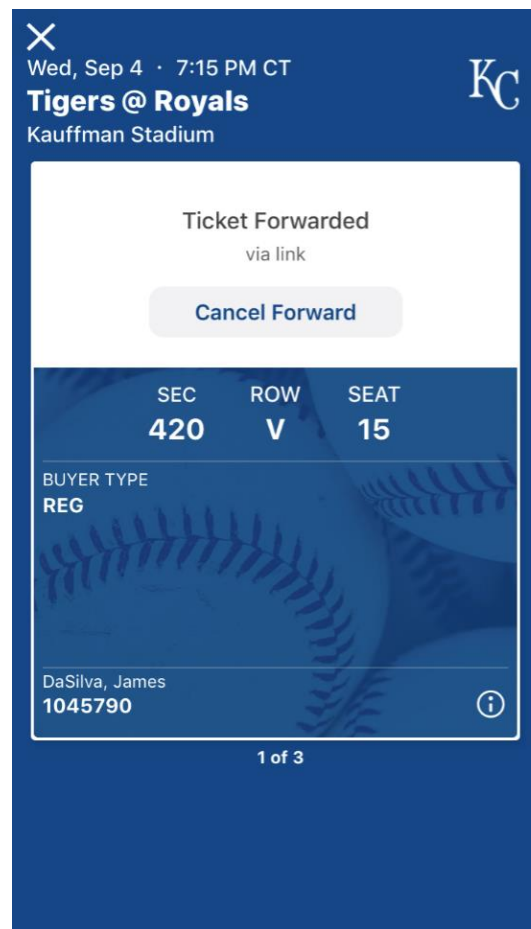 Wed, Sep 4 · 7:15 PM CT
Tigers @ Royals
KC
Kauffman Stadium
Ticket Forwarded
via link
Cancel Forward
SEC ROW SEAT
420 V 15
BUYER TYPE
REG
DaSilva, James
1045790
1 of 3